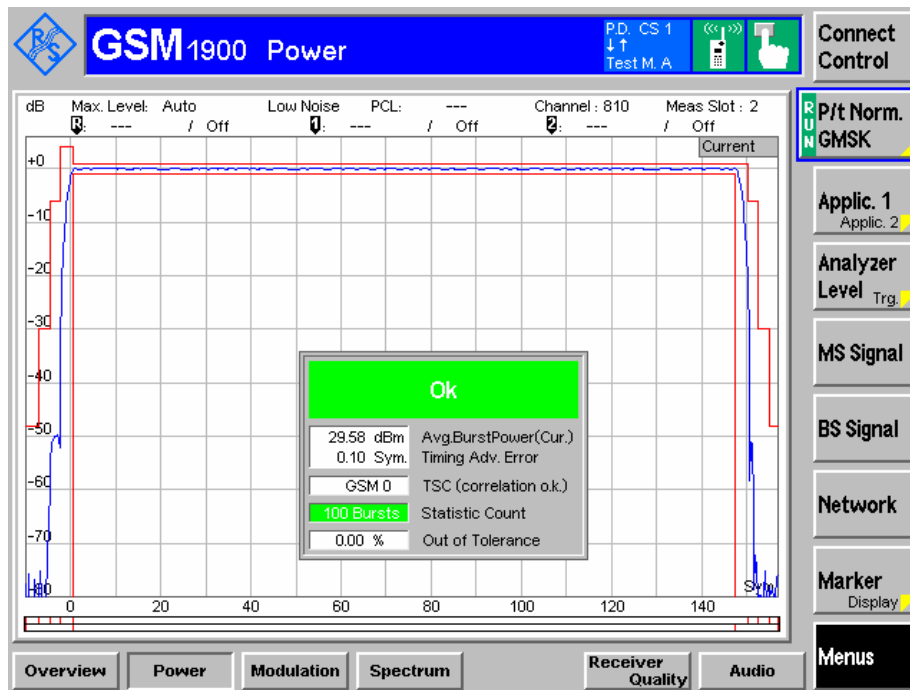 R&S
GSM 1900 Power
P.D. CS 1
↓↑
Test M. A
Connect Control
dB Max. Level: Auto Low Noise PCL: --- Channel : 810 Meas Slot : 2
R: --- / Off 1: --- / Off 2: --- / Off
Current
RUN
P/t Norm. GMSK
Applic. 1
Applic. 2
Analyzer Level Trg.
MS Signal
BS Signal
Network
Marker
Display
Menus
+0
-10
-20
-30
-40
-50
-60
-70
-80
Ok
29.58 dBm Avg.BurstPower(Cur.)
0.10 Sym. Timing Adv. Error
GSM 0 TSC (correlation o.k.)
100 Bursts Statistic Count
0.00 % Out of Tolerance
Sym
0 20 40 60 80 100 120 140
Overview Power Modulation Spectrum Receiver Quality Audio